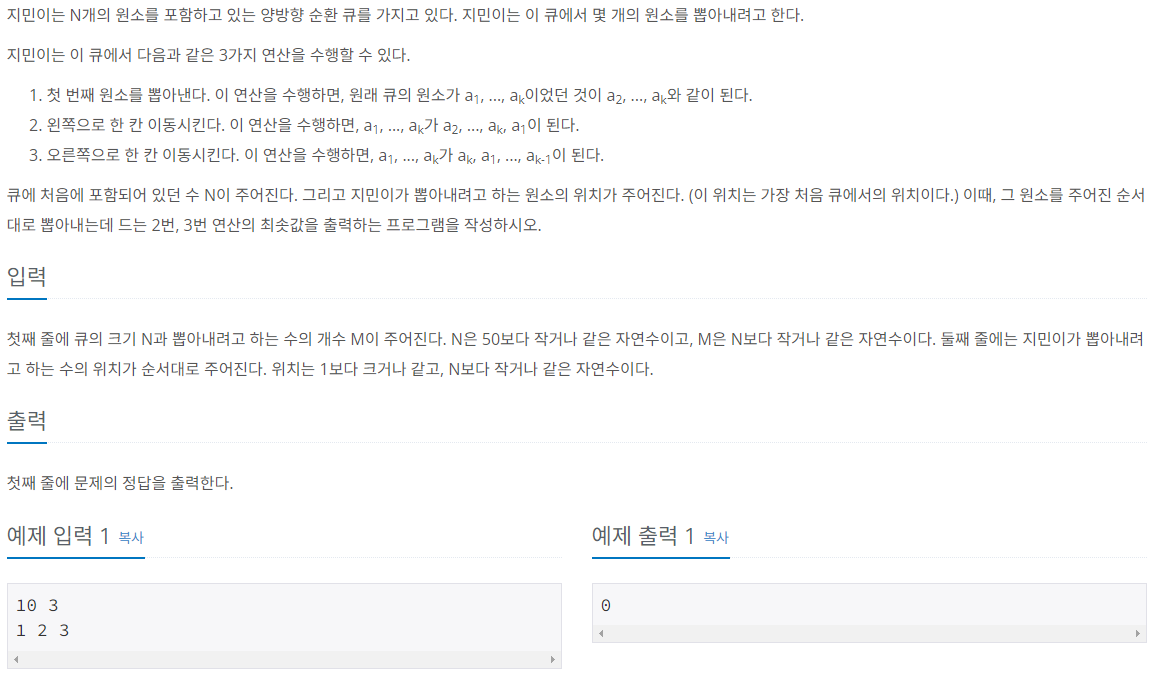 지민이는 N개의 원소를 포함하고 있는 양방향 순환 큐를 가지고 있다. 지민이는 이 큐에서 몇 개의 원소를 뽑아내려고 한다.
지민이는 이 큐에서 다음과 같은 3가지 연산을 수행할 수 있다.
1. 첫 번째 원소를 뽑아낸다. 이 연산을 수행하면, 원래 큐의 원소가 a1, ..., ak이었던 것이 a2, ..., ak와 같이 된다.
2. 왼쪽으로 한 칸 이동시킨다. 이 연산을 수행하면, a1, ..., ak가 a2, ..., ak, a1이 된다.
3. 오른쪽으로 한 칸 이동시킨다. 이 연산을 수행하면, a1, ..., ak가 ak, a1, ..., ak-1이 된다.
큐에 처음에 포함되어 있던 수 N이 주어진다. 그리고 지민이가 뽑아내려고 하는 원소의 위치가 주어진다. (이 위치는 가장 처음 큐에서의 위치이다.) 이때, 그 원소를 주어진 순서
대로 뽑아내는데 드는 2번, 3번 연산의 최솟값을 출력하는 프로그램을 작성하시오.
입력
첫째 줄에 큐의 크기 N과 뽑아내려고 하는 수의 개수 M이 주어진다. N은 50보다 작거나 같은 자연수이고, M은 N보다 작거나 같은 자연수이다. 둘째 줄에는 지민이가 뽑아내려
고 하는 수의 위치가 순서대로 주어진다. 위치는 1보다 크거나 같고, N보다 작거나 같은 자연수이다.
출력
첫째 줄에 문제의 정답을 출력한다.
예제 입력 1 복사
10 3
1 2 3
예제 출력 1 복사
0